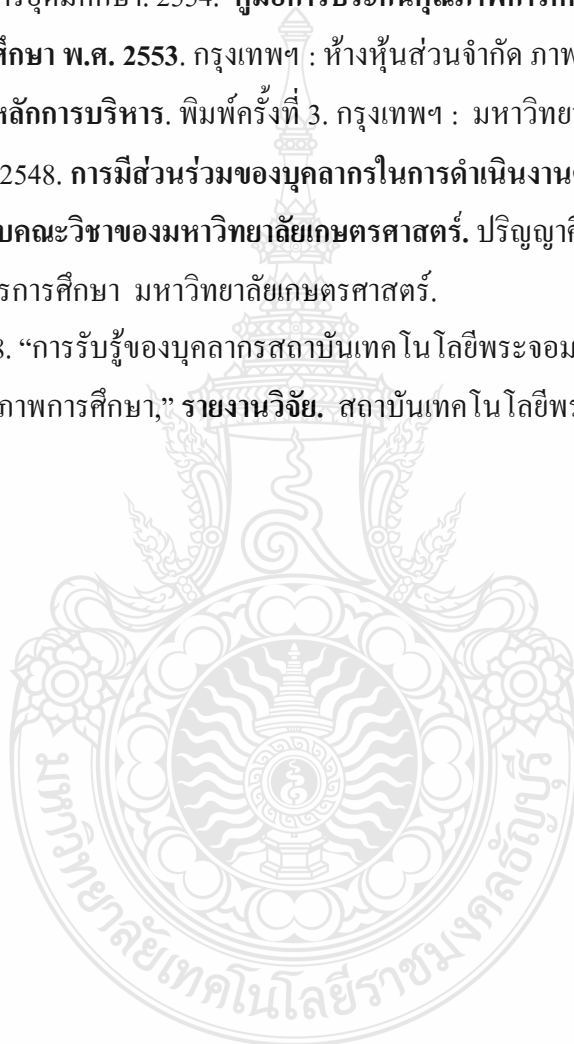 การอุดมศึกษา. 2554. คู่มือการประกันคุณภาพการศึ
ศึกษา พ.ศ. 2553. กรุงเทพฯ : ห้างหุ้นส่วนจำกัด ภาพ
หลักการบริหาร. พิมพ์ครั้งที่ 3. กรุงเทพฯ : มหาวิทยา
2548. การมีส่วนร่วมของบุคลากรในการดำเนินงาน
บคณะวิชาของมหาวิทยาลัยเกษตรศาสตร์. ปริญญาศิ
รการศึกษา มหาวิทยาลัยเกษตรศาสตร์.
8. “การรับรู้ของบุคลากรสถาบันเทคโนโลยีพระจอม
ภาพการศึกษา,” รายงานวิจัย. สถาบันเทคโนโลยีพร
มหาวิทยาลัยเทคโนโลยีราชมงคลธัญบุรี